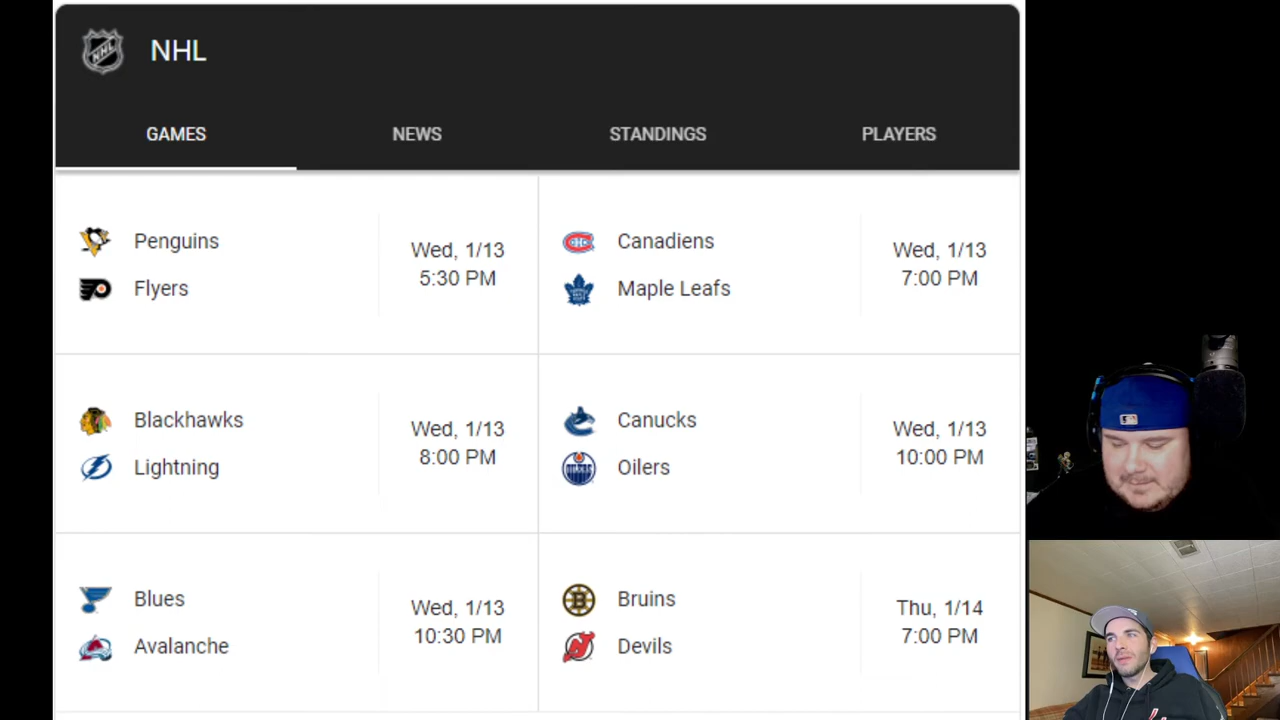 NHL
GAMES
NEWS
STANDINGS
PLAYERS
Penguins
Flyers
Wed, 1/13
5:30 PM
Canadiens
Maple Leafs
Wed, 1/13
7:00 PM
Blackhawks
Lightning
Wed, 1/13
8:00 PM
Canucks
Oilers
Wed, 1/13
10:00 PM
Blues
Avalanche
Wed, 1/13
10:30 PM
Bruins
Devils
Thu, 1/14
7:00 PM